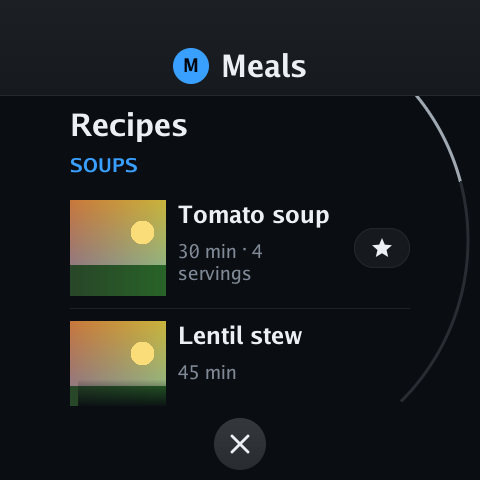 M Meals
Recipes
SOUPS
Tomato soup
30 min · 4
servings
Lentil stew
45 min